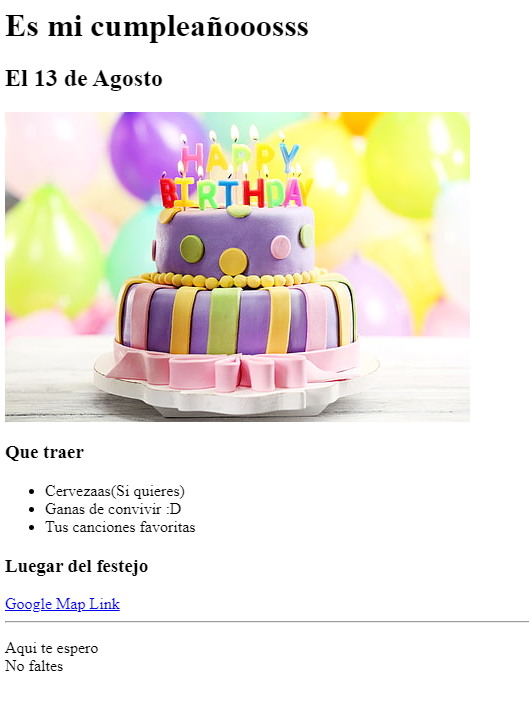 Es mi cumpleañooosss
El 13 de Agosto
HAPPY
BIRTHDAY
Que traer
Cervezaas(Si quieres)
Ganas de convivir :D
Tus canciones favoritas
Luegar del festejo
Google Map Link
Aqui te espero
No faltes